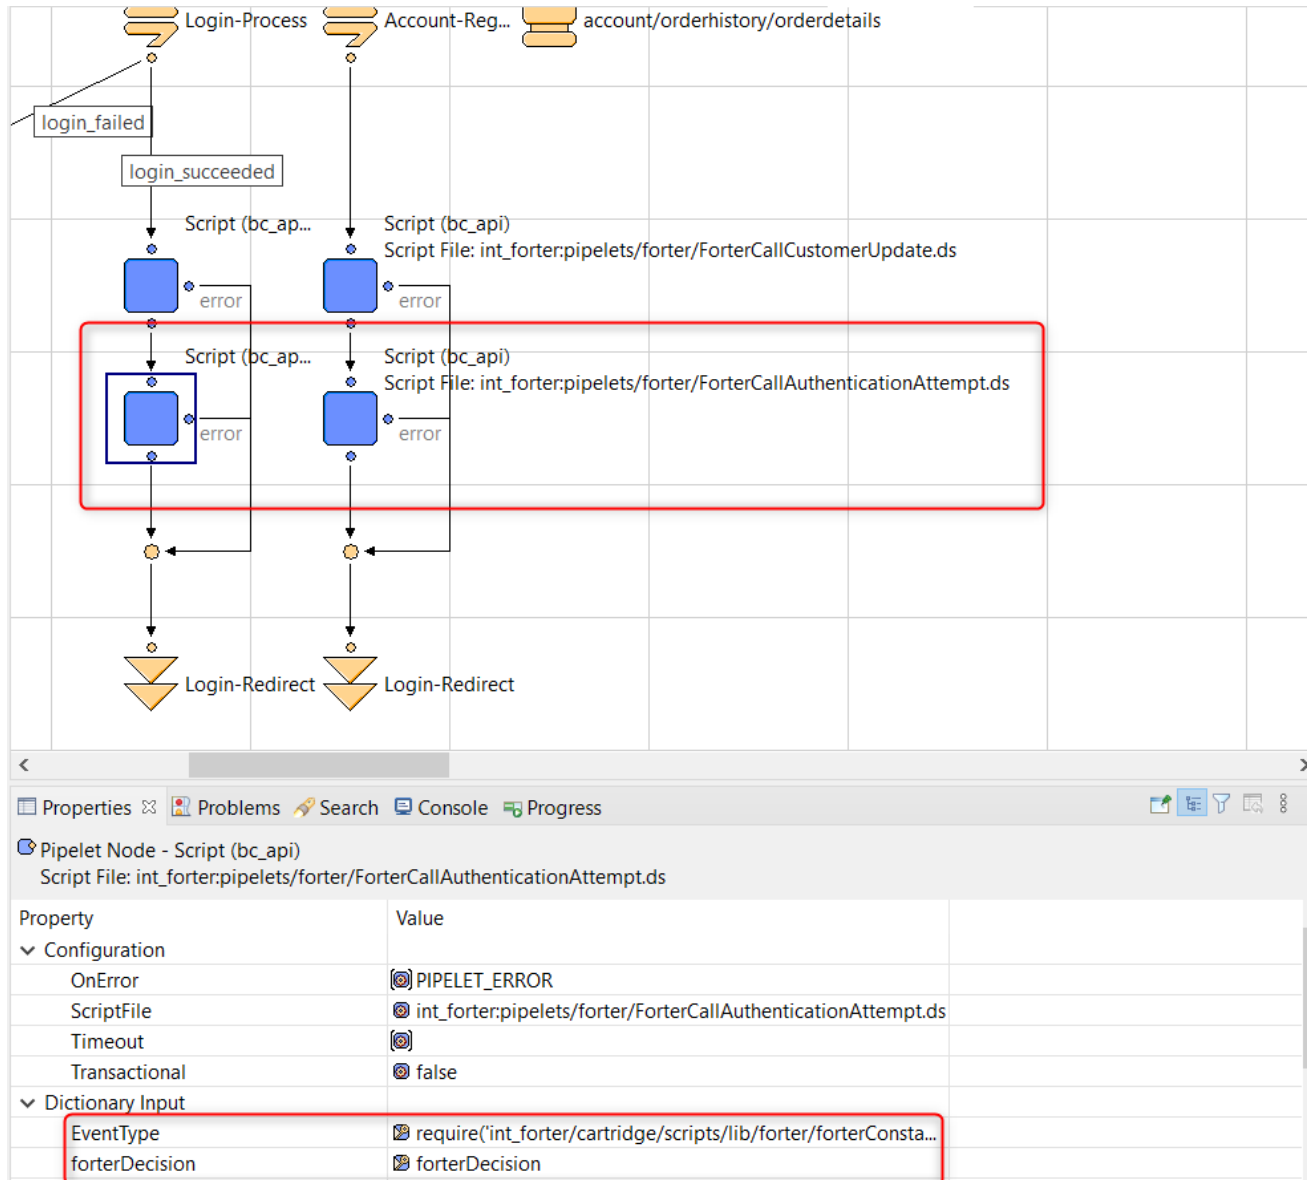 Login-Process
Account-Reg...
account/orderhistory/orderdetails
login_failed
login_succeeded
Script (bc_ap...
Script (bc_api)
Script File: int_forter:pipelets/forter/ForterCallCustomerUpdate.ds
error
error
Script (bc_ap...
Script (bc_api)
Script File: int_forter:pipelets/forter/ForterCallAuthenticationAttempt.ds
error
error
Login-Redirect
Login-Redirect
Properties
Problems
Search
Console
Progress
Pipelet Node - Script (bc_api)
Script File: int_forter:pipelets/forter/ForterCallAuthenticationAttempt.ds
Property Value
Configuration
OnError PIPELET_ERROR
ScriptFile int_forter:pipelets/forter/ForterCallAuthenticationAttempt.ds
Timeout
Transactional false
Dictionary Input
EventType require('int_forter/cartridge/scripts/lib/forter/forterConsta...
forterDecision forterDecision